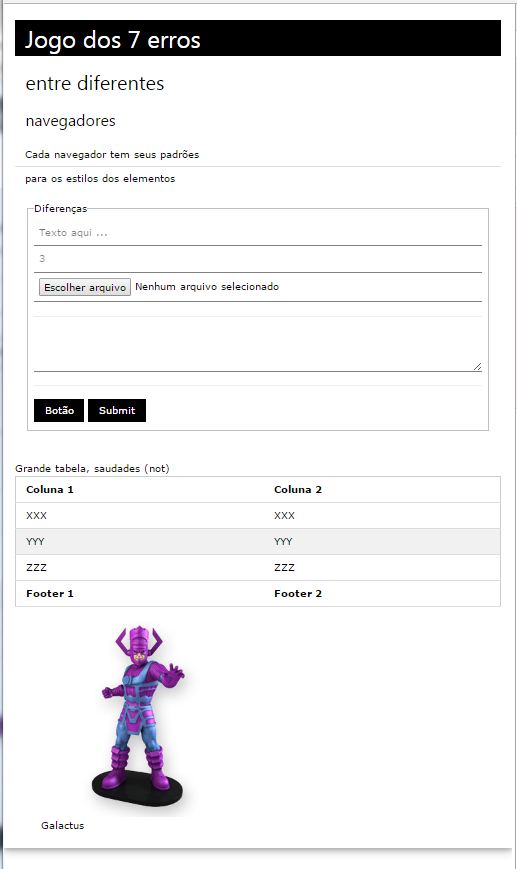 Jogo dos 7 erros
entre diferentes
navegadores
Cada navegador tem seus padrões
para os estilos dos elementos
Diferenças
Texto aqui ...
3
Escolher arquivo Nenhum arquivo selecionado
Botão Submit
Grande tabela, saudades (not)
Coluna 1 Coluna 2
XXX XXX
YYY YYY
ZZZ ZZZ
Footer 1 Footer 2
Galactus